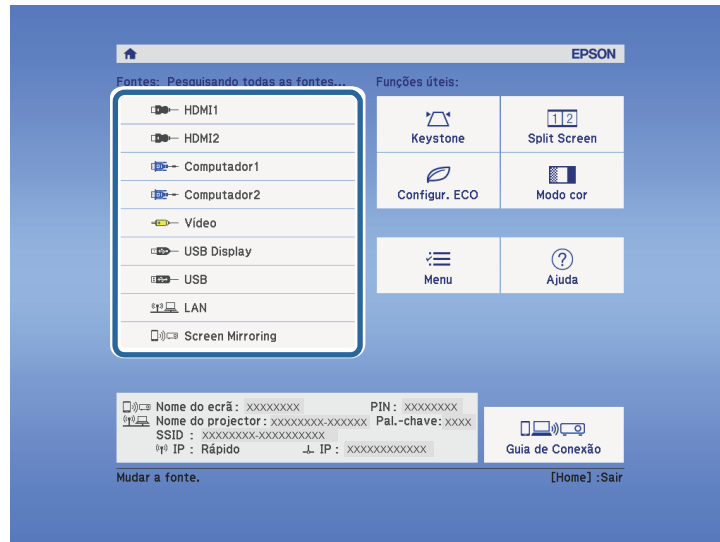 EPSON
Fontes: Pesquisando todas as fontes...
HDMI1
HDMI2
Computador1
Computador2
Vídeo
USB Display
USB
LAN
Screen Mirroring
Funções úteis:
Keystone
1 2
Split Screen
Configur. ECO
Modo cor
Menu
?
Ajuda
Nome do ecrã: XXXXXXXX PIN: XXXXXXXX
Nome do projector: XXXXXXXX-XXXXXX Pal.-chave: XXXX
SSID : XXXXXXXX-XXXXXXXXXX
IP : Rápido IP : XXXXXXXXXXXX
Guia de Conexão
Mudar a fonte. [Home] :Sair